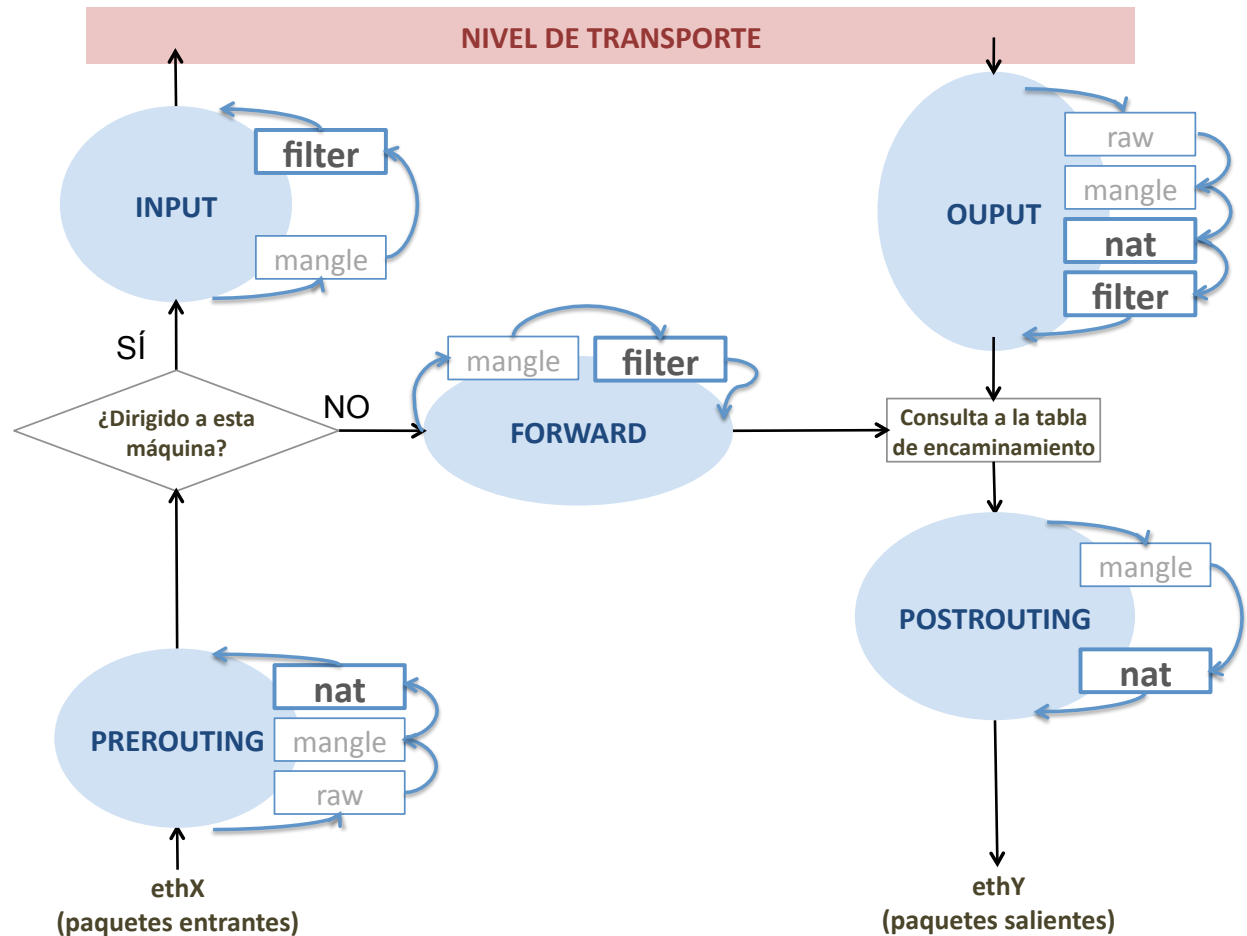 NIVEL DE TRANSPORTE
filter
INPUT
mangle
raw
mangle
OUPUT
nat
filter
SÍ
mangle
filter
¿Dirigido a esta
máquina?
NO
FORWARD
Consulta a la tabla
de encaminamiento
mangle
POSTROUTING
nat
nat
PREROUTING
mangle
raw
ethX
(paquetes entrantes)
ethY
(paquetes salientes)